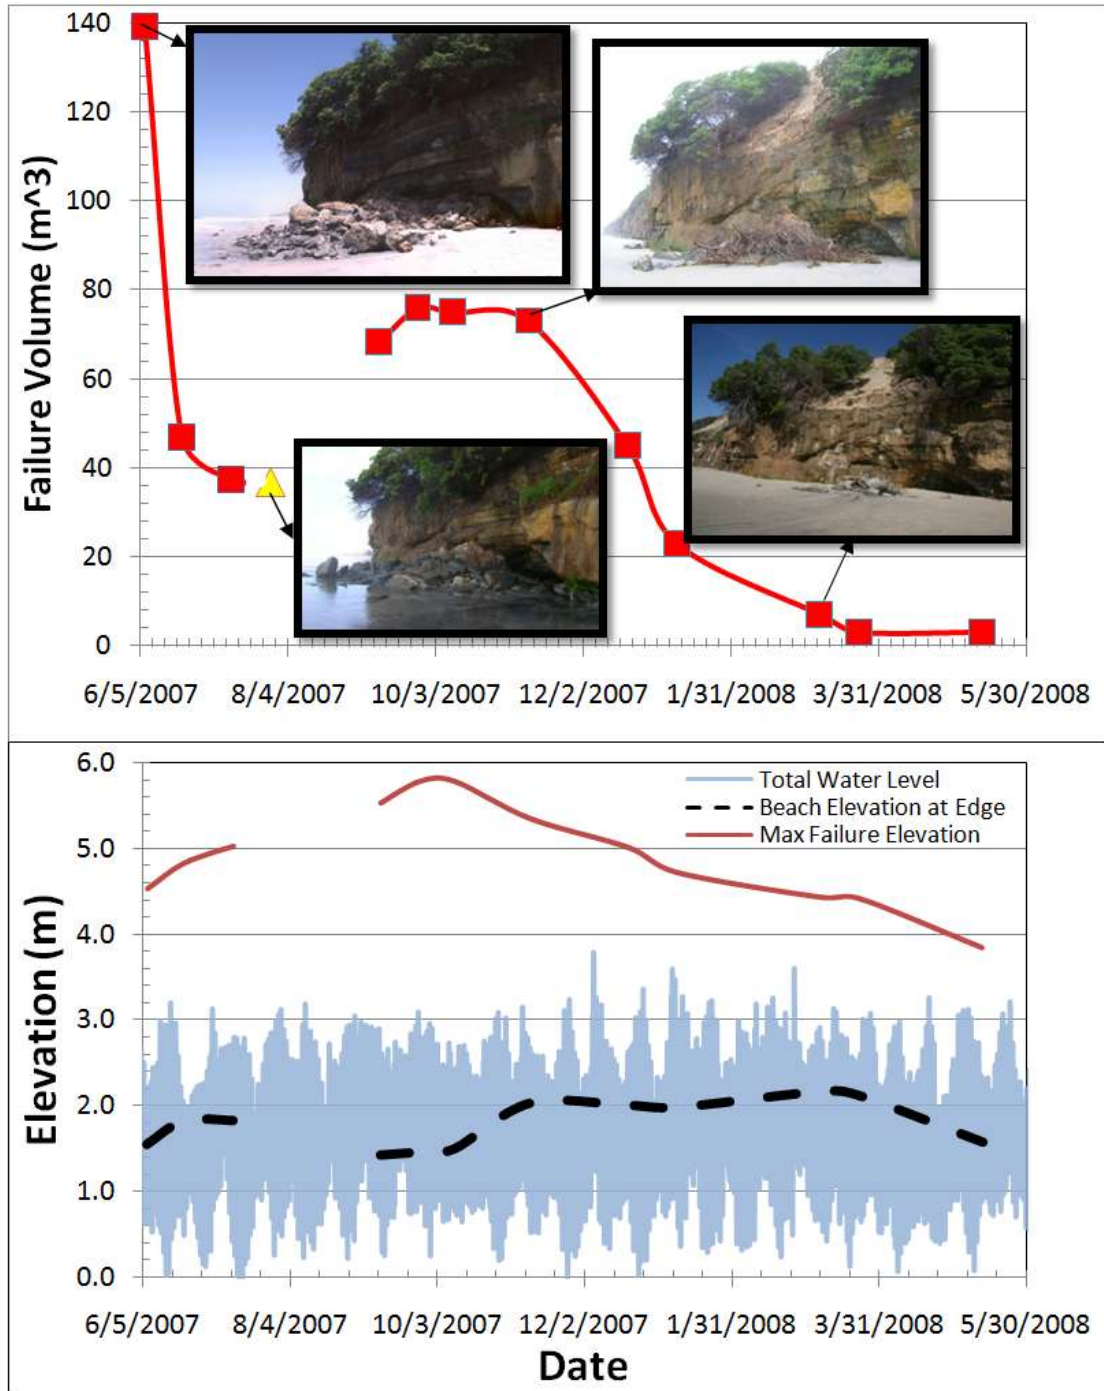 140
120
100
80
60
40
20
0
Failure Volume (m^3)
6/5/2007 8/4/2007 10/3/2007 12/2/2007 1/31/2008 3/31/2008 5/30/2008
6.0
5.0
4.0
3.0
2.0
1.0
0.0
Elevation (m)
Total Water Level
Beach Elevation at Edge
Max Failure Elevation
6/5/2007 8/4/2007 10/3/2007 12/2/2007 1/31/2008 3/31/2008 5/30/2008
Date